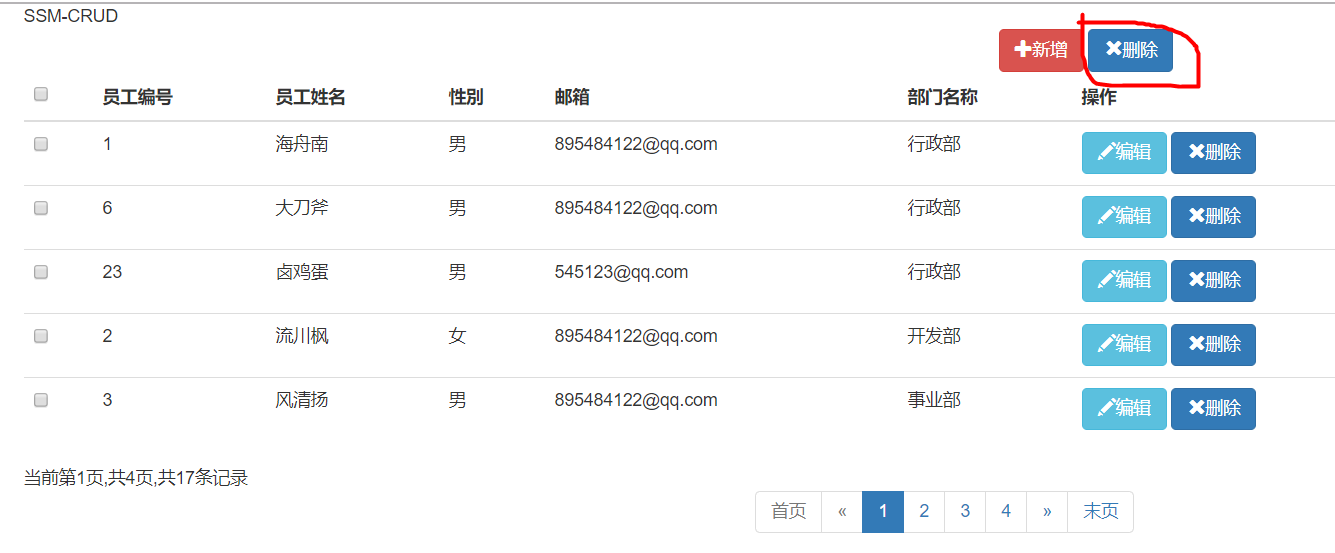 SSM-CRUD
新增 删除
员工编号 员工姓名 性别 邮箱 部门名称 操作
1 海舟南 男 895484122@qq.com 行政部 编辑 删除
6 大刀斧 男 895484122@qq.com 行政部 编辑 删除
23 卤鸡蛋 男 545123@qq.com 行政部 编辑 删除
2 流川枫 女 895484122@qq.com 开发部 编辑 删除
3 风清扬 男 895484122@qq.com 事业部 编辑 删除
当前第1页,共4页,共17条记录
首页 « 1 2 3 4 » 末页